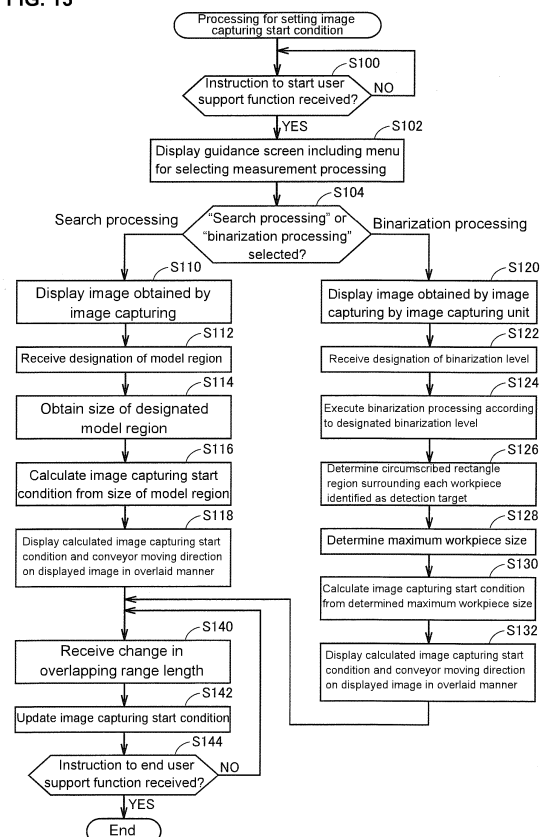 FIG. 13
Processing for setting image
capturing start condition
S100
Instruction to start user
support function received?
NO
YES
S102
Display guidance screen including menu
for selecting measurement processing
S104
Search processing
"Search processing" or
"binarization processing"
selected?
Binarization processing
S110
Display image obtained by
image capturing
S112
Receive designation of model region
S114
Obtain size of designated
model region
S116
Calculate image capturing start
condition from size of model region
S118
Display calculated image capturing start
condition and conveyor moving direction
on displayed image in overlaid manner
S120
Display image obtained by image
capturing by image capturing unit
S122
Receive designation of binarization level
S124
Execute binarization processing according
to designated binarization level
S126
Determine circumscribed rectangle
region surrounding each workpiece
identified as detection target
S128
Determine maximum workpiece size
S130
Calculate image capturing start condition
from determined maximum workpiece size
S132
Display calculated image capturing start
condition and conveyor moving direction
on displayed image in overlaid manner
S140
Receive change in
overlapping range length
S142
Update image capturing start condition
S144
Instruction to end user
support function received?
NO
YES
End